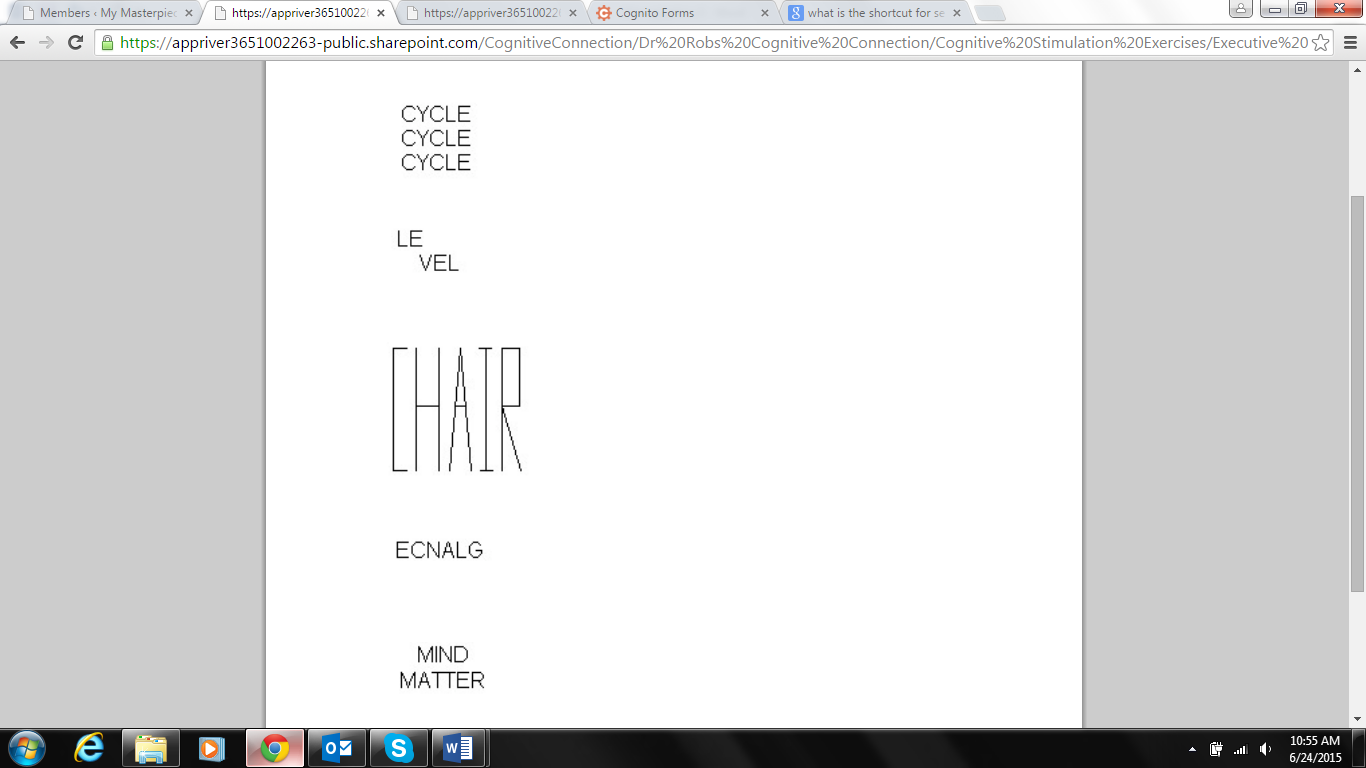 Members ‹ My Masterpiec
https://appriver36510022
https://appriver36510022
Cognito Forms
what is the shortcut for se
https://appriver3651002263-public.sharepoint.com/CognitiveConnection/Dr%20Robs%20Cognitive%20Connection/Cognitive%20Stimulation%20Exercises/Executive%20
CYCLE
CYCLE
CYCLE
LE
VEL
CHAIR
ECNALG
MIND
MATTER
10:55 AM
6/24/2015